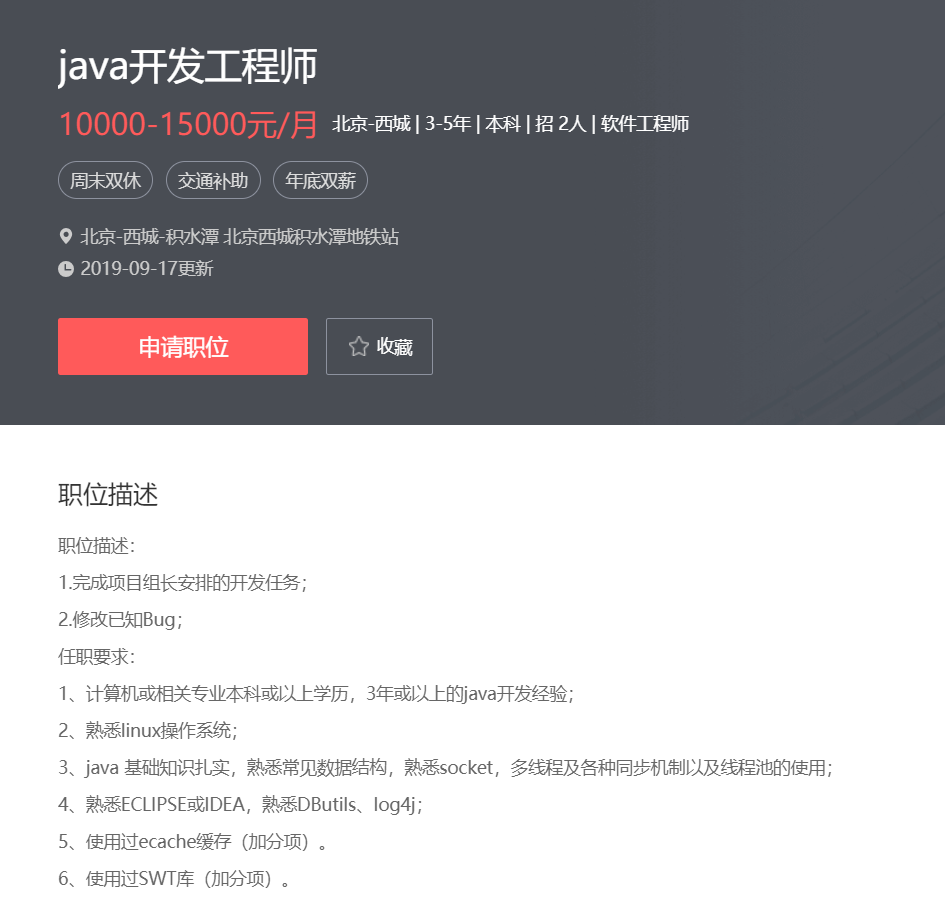 java开发工程师
10000-15000元/月 北京-西城 | 3-5年 | 本科 | 招 2人 | 软件工程师
周末双休 交通补助 年底双薪
北京-西城-积水潭 北京西城积水潭地铁站
2019-09-17更新
申请职位 收藏
职位描述
职位描述：
1.完成项目组长安排的开发任务；
2.修改已知Bug；
任职要求：
1、计算机或相关专业本科或以上学历，3年或以上的java开发经验；
2、熟悉linux操作系统；
3、java 基础知识扎实，熟悉常见数据结构，熟悉socket，多线程及各种同步机制以及线程池的使用；
4、熟悉ECLIPSE或IDEA，熟悉DButils、log4j；
5、使用过ecache缓存（加分项）。
6、使用过SWT库（加分项）。